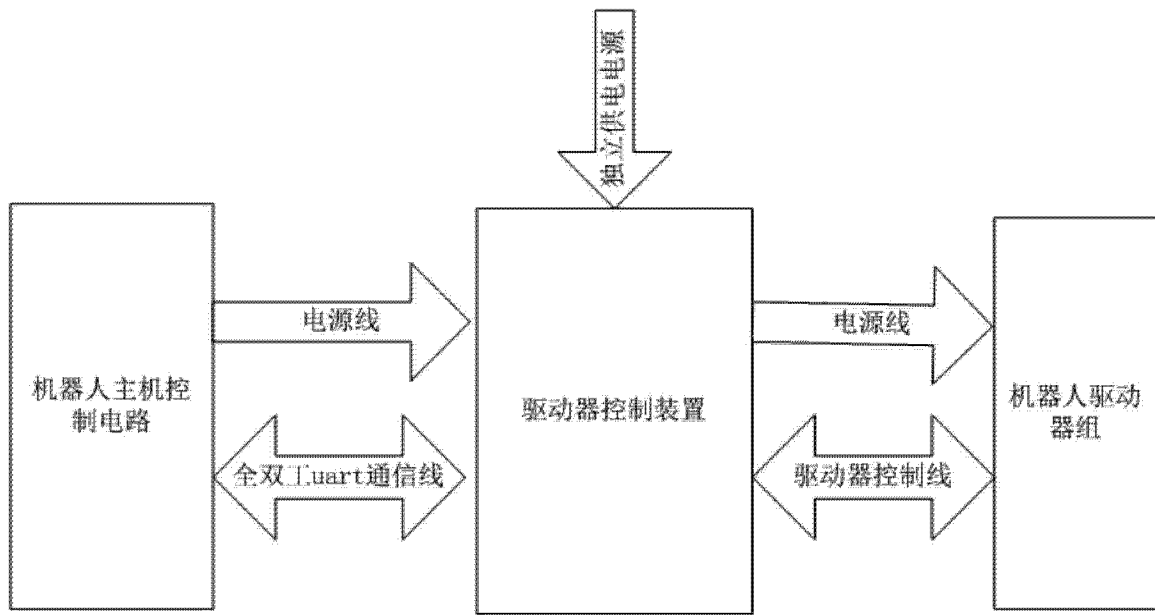 独立供电电源
电源线
电源线
机器人主机控
制电路
驱动器控制装置
机器人驱动
器组
全双工uart通信线
驱动器控制线